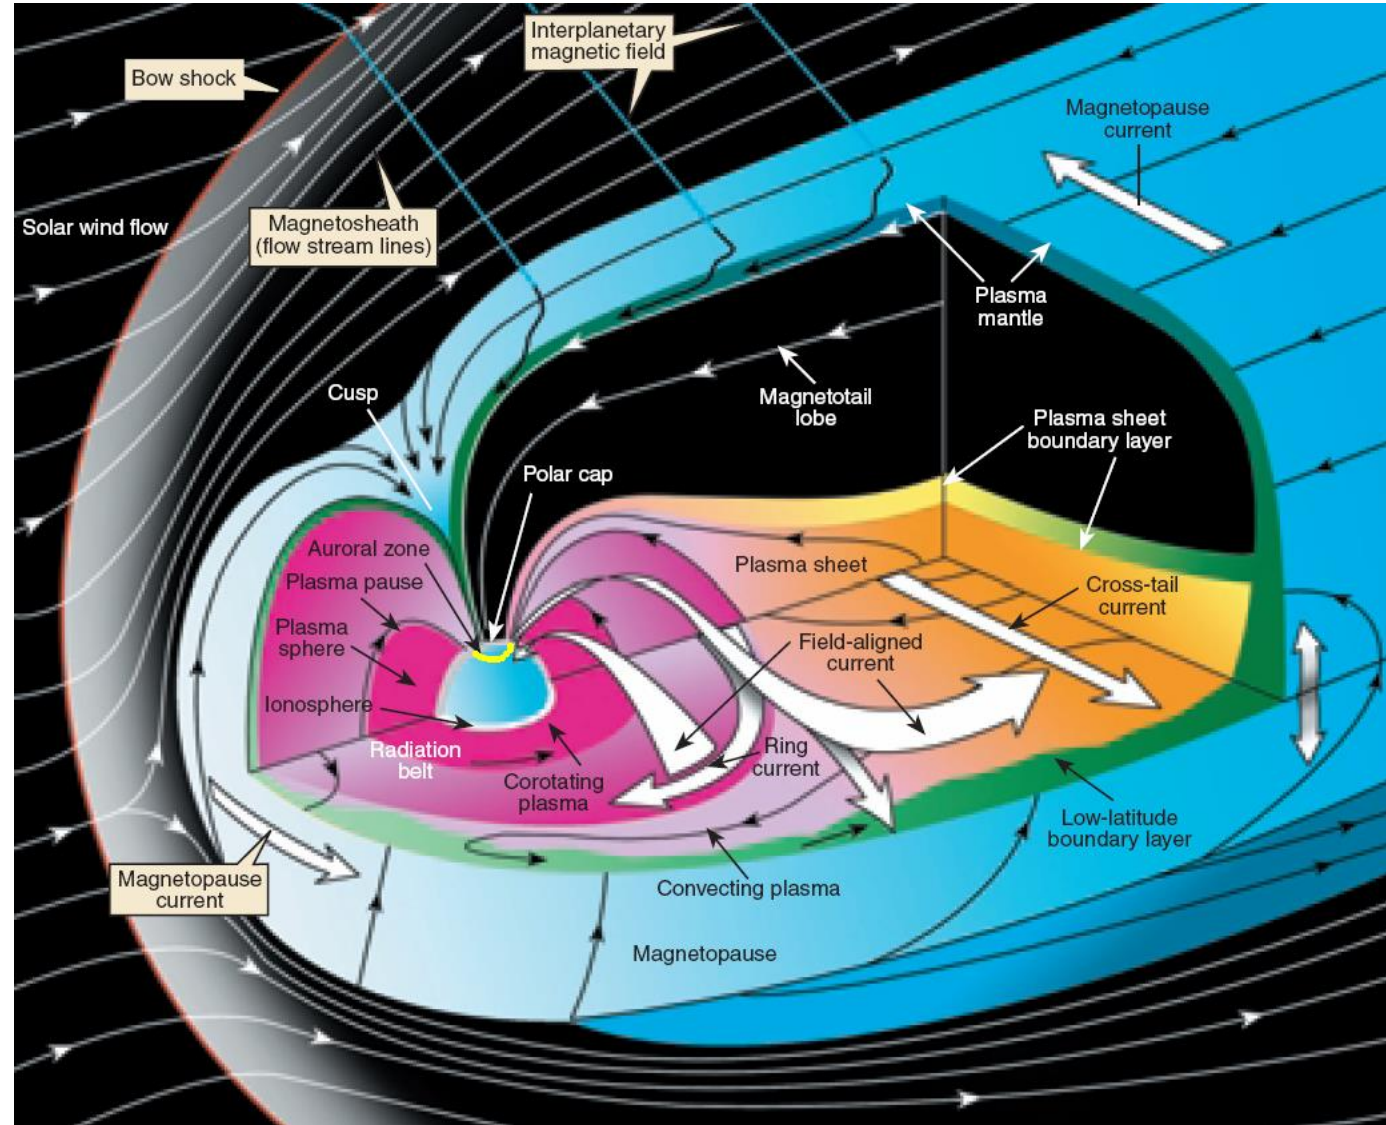 Interplanetary
magnetic field
Bow shock
Magnetopause
current
Solar wind flow
Magnetosheath
(flow stream lines)
Plasma
mantle
Cusp
Magnetotail
lobe
Plasma sheet
boundary layer
Polar cap
Auroral zone
Plasma pause
Plasma sheet
Cross-tail
current
Plasma
sphere
Field-aligned
current
Ionosphere
Radiation
belt
Corotating
plasma
Ring
current
Low-latitude
boundary layer
Magnetopause
current
Convecting plasma
Magnetopause